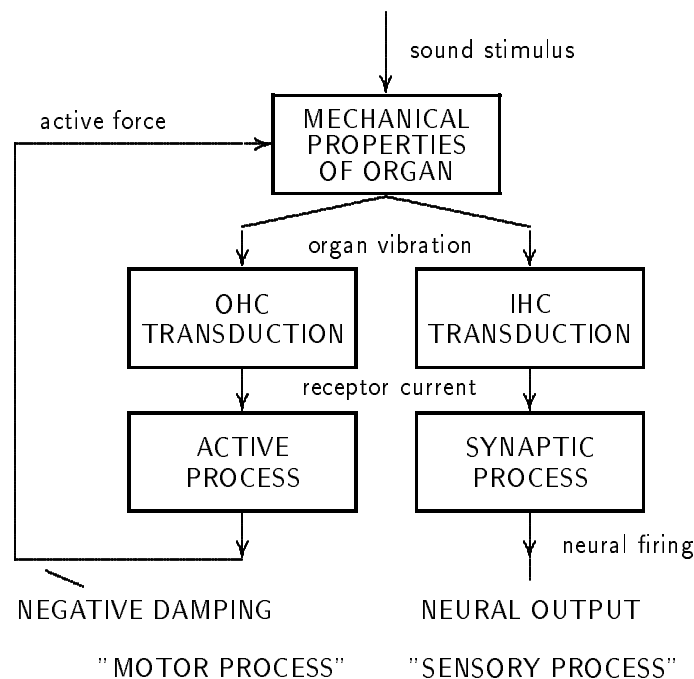 sound stimulus
active force
MECHANICAL
PROPERTIES
OF ORGAN
organ vibration
OHC
TRANSDUCTION
IHC
TRANSDUCTION
receptor current
ACTIVE
PROCESS
SYNAPTIC
PROCESS
neural firing
NEGATIVE DAMPING
NEURAL OUTPUT
"MOTOR PROCESS"
"SENSORY PROCESS"